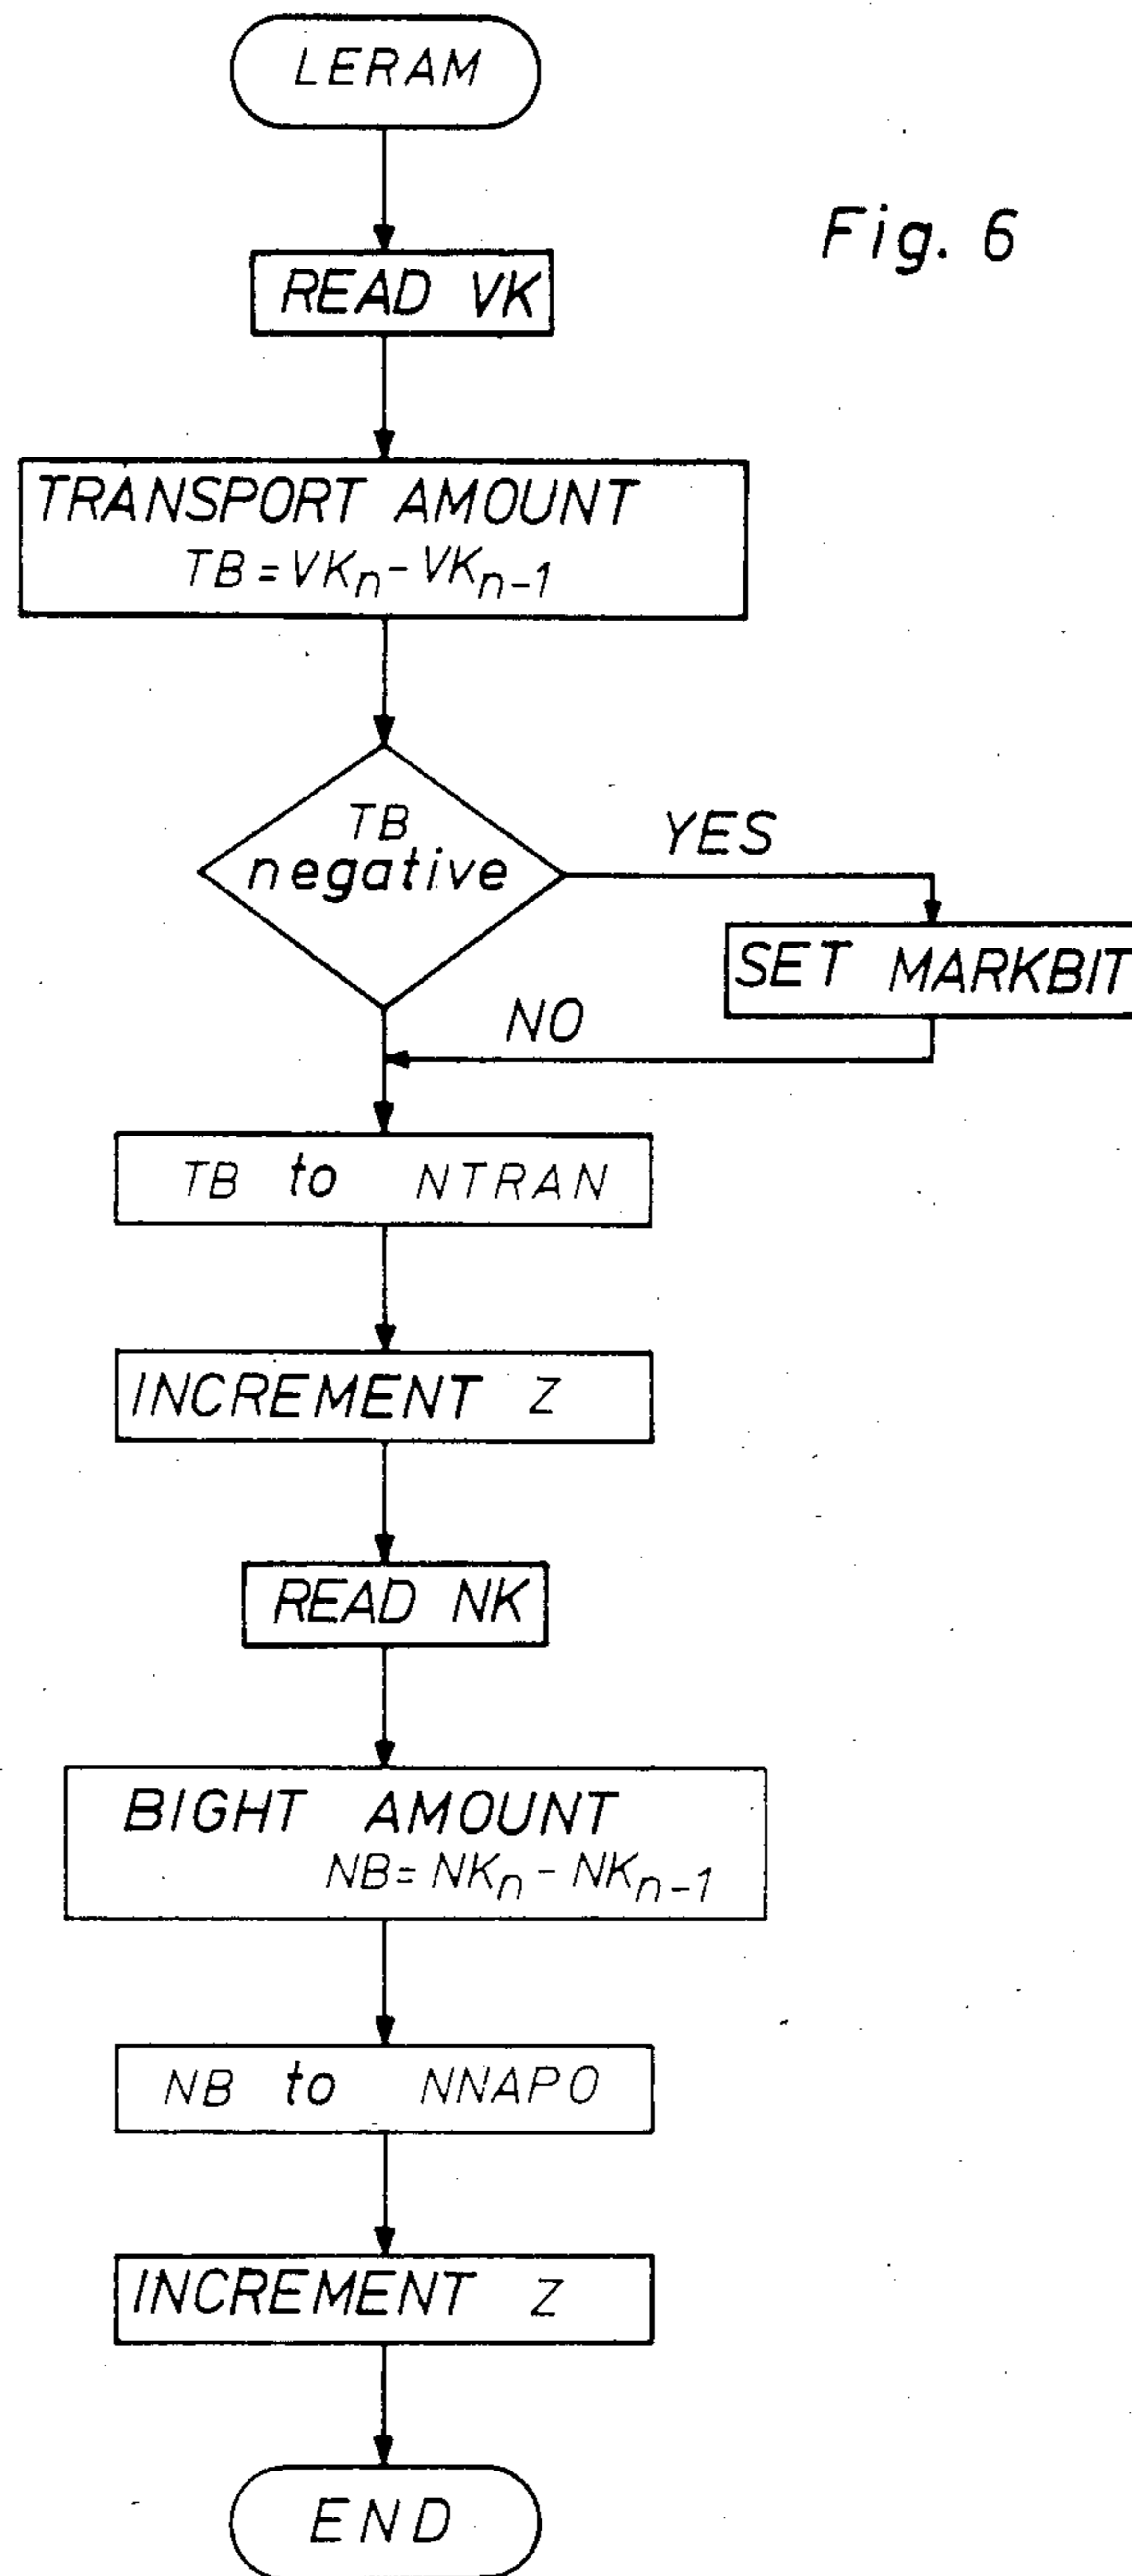 LERAM
Fig. 6
READ VK
TRANSPORT AMOUNT
TB = VKn - VKn-1
TB
negative
YES
SET MARKBIT
NO
TB to NTRAN
INCREMENT Z
READ NK
BIGHT AMOUNT
NB = NKn - NKn-1
NB to NNAPO
INCREMENT Z
END